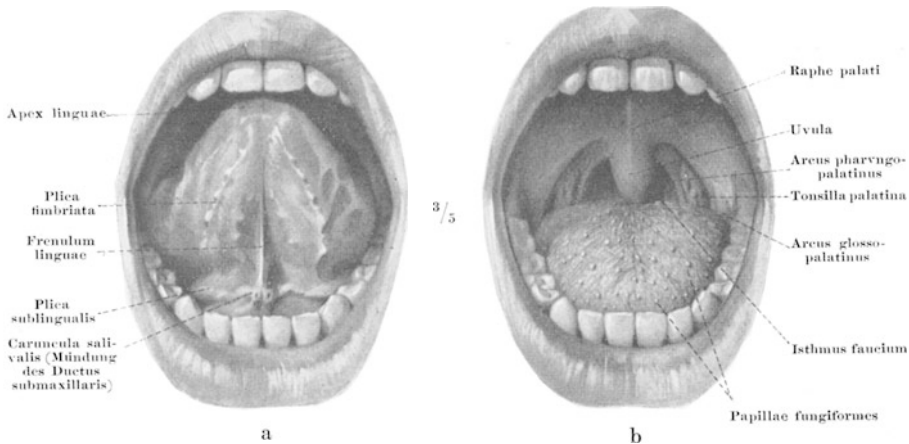 Apex linguae
Plica
fimbriata
Frenulum
linguae
Plica
sublingualis
Caruncula sali-
valis (Mündung
des Ductus
submaxillaris)
a
3/5
Raphe palati
Uvula
Arcus pharyngo-
palatinus
Tonsilla palatina
Arcus glosso-
palatinus
Isthmus faucium
Papillae fungiformes
b